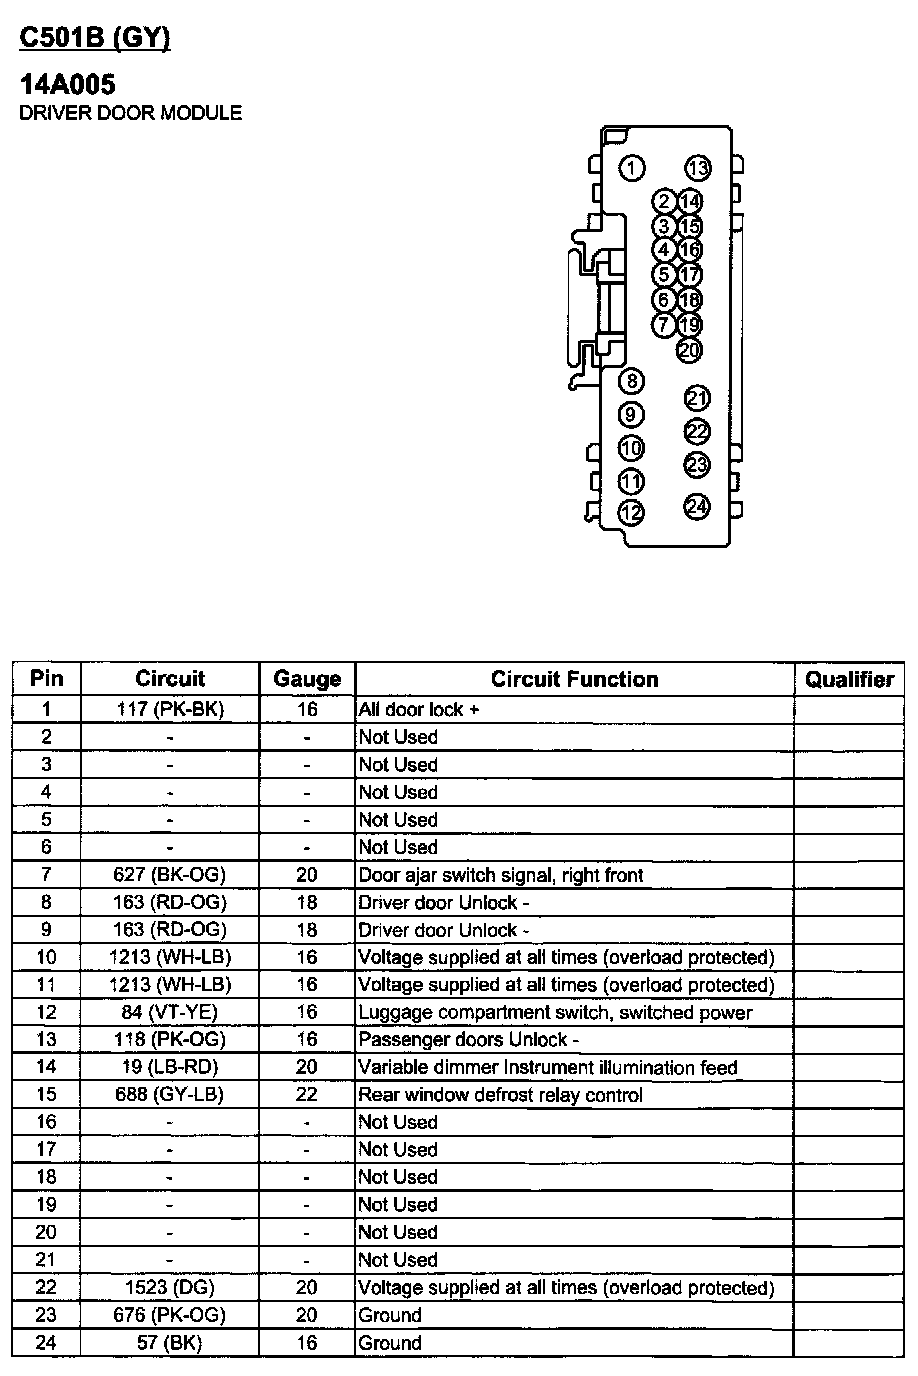 C501B (GY)
14A005
DRIVER DOOR MODULE
1 13
2 14
3 15
4 16
5 17
6 18
7 19
20
8
21
9
22
10
23
11
24
12
Pin Circuit Gauge Circuit Function Qualifier
1 117 (PK-BK) 16 All door lock +
2 - - Not Used
3 - - Not Used
4 - - Not Used
5 - - Not Used
6 - - Not Used
7 627 (BK-OG) 20 Door ajar switch signal, right front
8 163 (RD-OG) 18 Driver door Unlock -
9 163 (RD-OG) 18 Driver door Unlock -
10 1213 (WH-LB) 16 Voltage supplied at all times (overload protected)
11 1213 (WH-LB) 16 Voltage supplied at all times (overload protected)
12 84 (VT-YE) 16 Luggage compartment switch, switched power
13 118 (PK-OG) 16 Passenger doors Unlock -
14 19 (LB-RD) 20 Variable dimmer Instrument illumination feed
15 688 (GY-LB) 22 Rear window defrost relay control
16 - - Not Used
17 - - Not Used
18 - - Not Used
19 - - Not Used
20 - - Not Used
21 - - Not Used
22 1523 (DG) 20 Voltage supplied at all times (overload protected)
23 676 (PK-OG) 20 Ground
24 57 (BK) 16 Ground